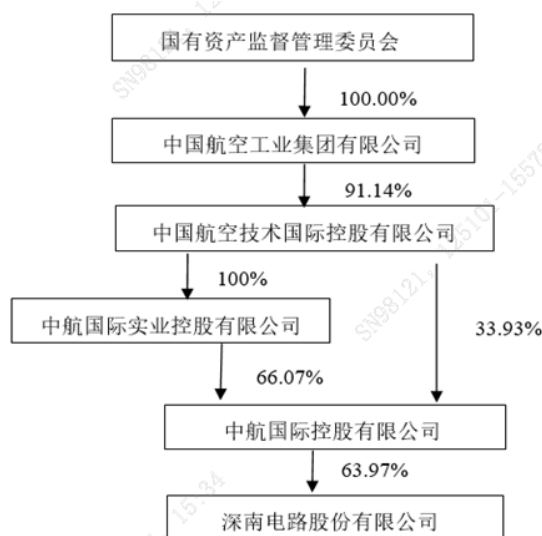 国有资产监督管理委员会
100.00%
中国航空工业集团有限公司
91.14%
中国航空技术国际控股有限公司
100%
中航国际实业控股有限公司
33.93%
66.07%
中航国际控股有限公司
63.97%
深南电路股份有限公司